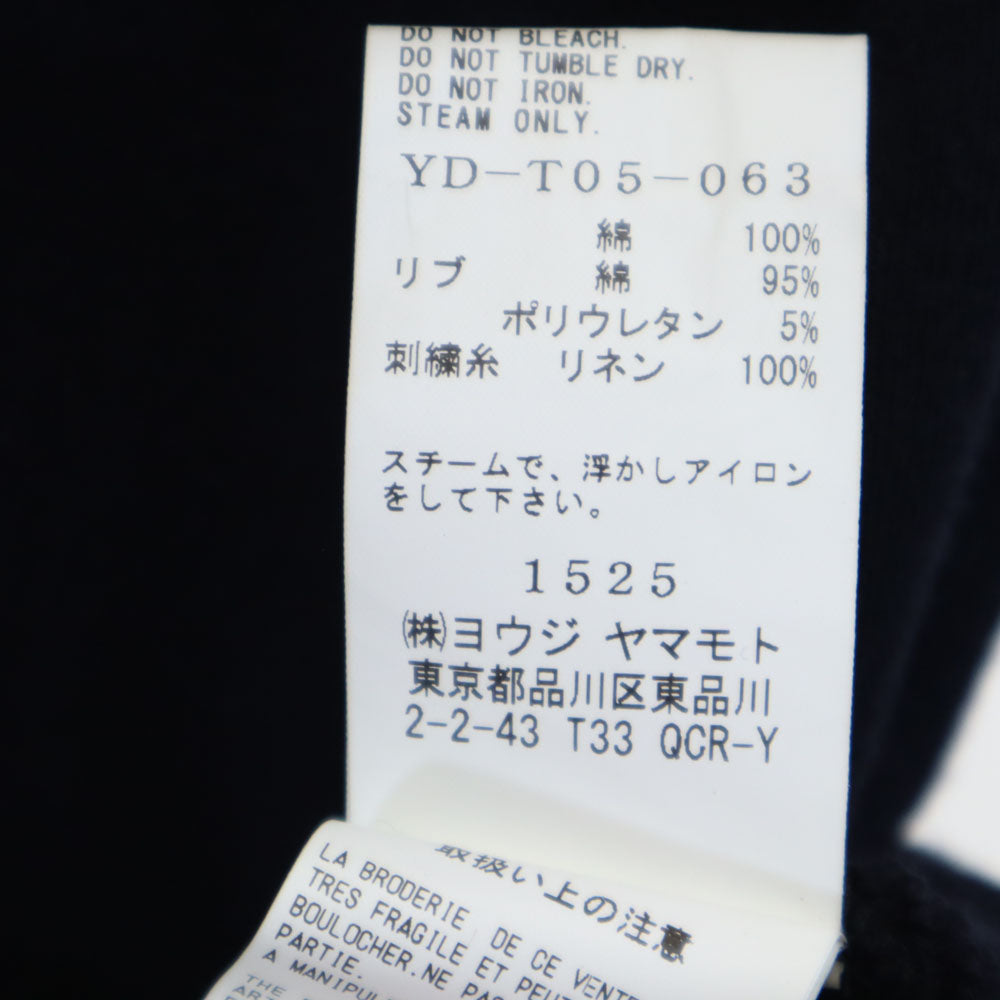 DO NOT BLEACH.
DO NOT TUMBLE DRY.
DO NOT IRON.
STEAM ONLY.
YD-T05-063
綿 100%
リブ 綿 95%
ポリウレタン 5%
刺繍糸 リネン 100%
スチームで、浮かしアイロン
をして下さい。
1525
㈱ヨウジ ヤマモト
東京都品川区東品川
2-2-43 T33 QCR-Y
取扱い上の注意
LA BRODERIE DE CE
TRES FRAGILE ET
BOULOCHER.NE
PARTIE.
A
THE